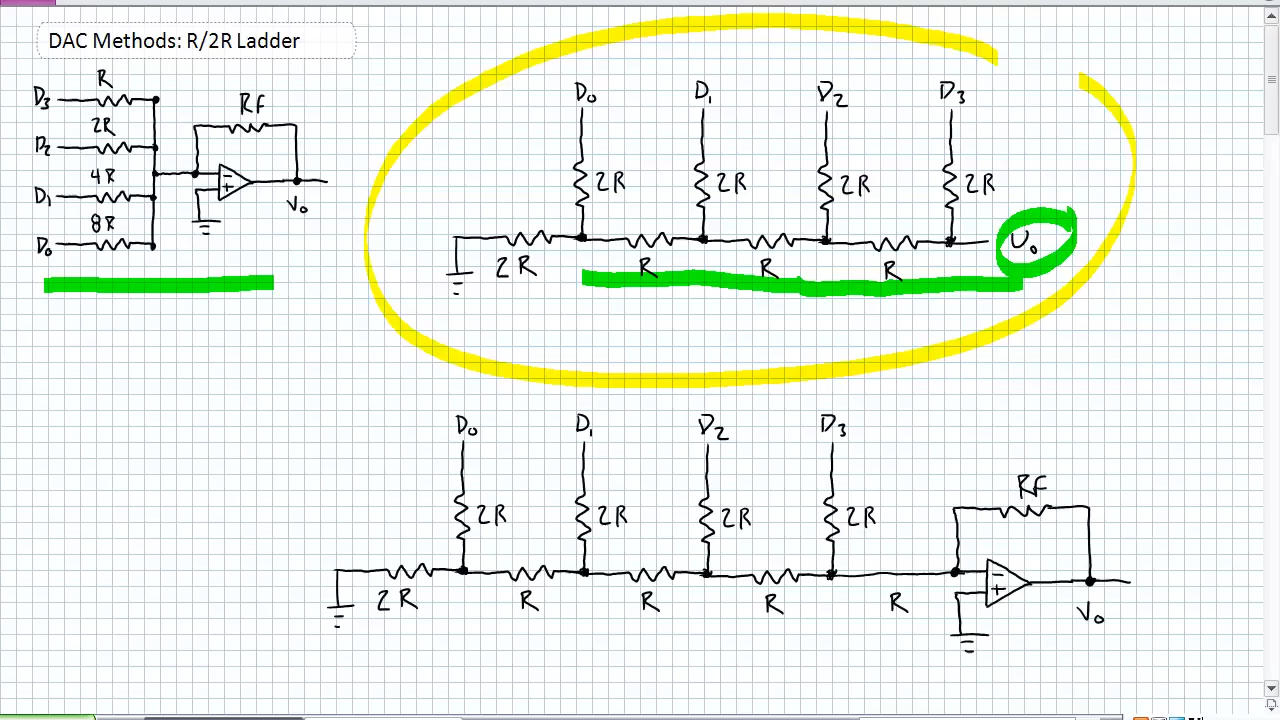 DAC Methods: R/2R Ladder
D3 R
D2 2R
D1 4R
D0 8R
RF
- +
Vo
D0 D1 D2 D3
2R 2R 2R 2R
2R R R R
Vo
D0 D1 D2 D3
2R 2R 2R 2R
2R R R R R
RF
- +
Vo